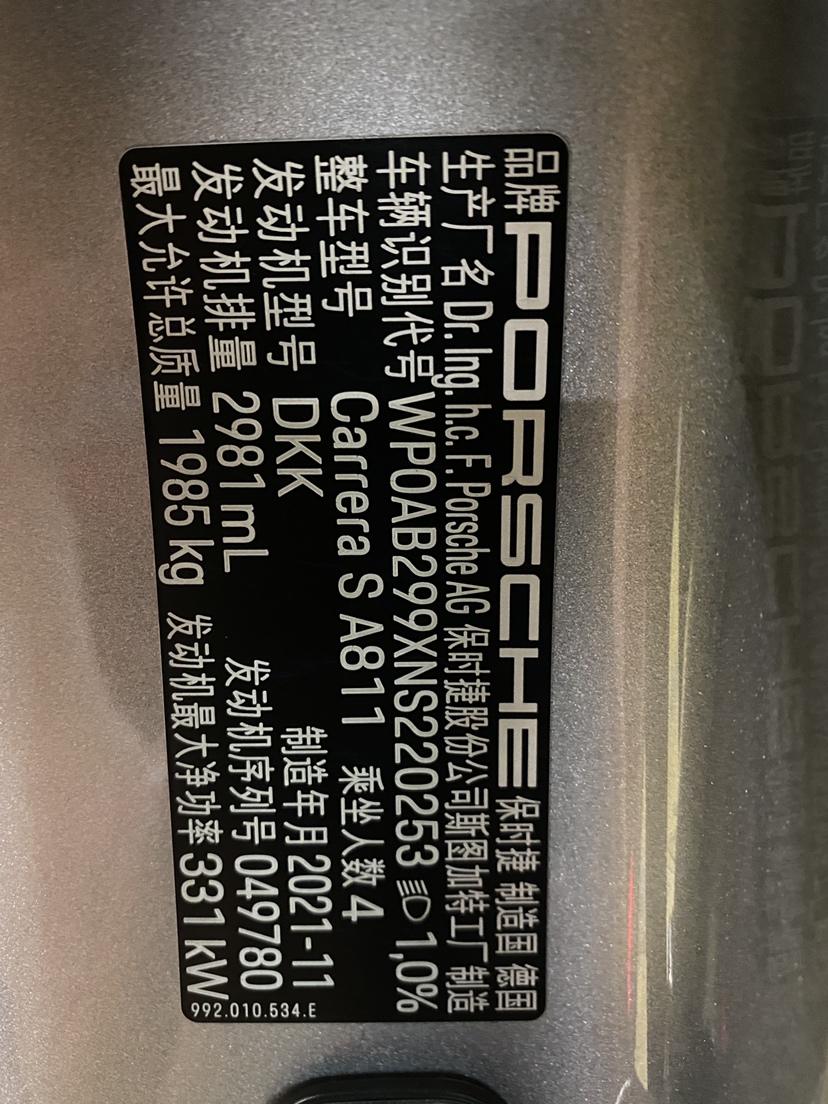 品牌 PORSCHE 保时捷 制造国 德国
生产厂名 Dr. Ing. h.c. F. Porsche AG 保时捷股份公司斯图加特工厂制造
车辆识别代号 WP0AB299XNS220253 1,0%
整车型号 Carrera S A811 乘坐人数 4
发动机型号 DKK 制造年月 2021-11
发动机排量 2981 mL 发动机序列号 049780
最大允许总质量 1985 kg 发动机最大净功率 331 kW
992.010.534.E